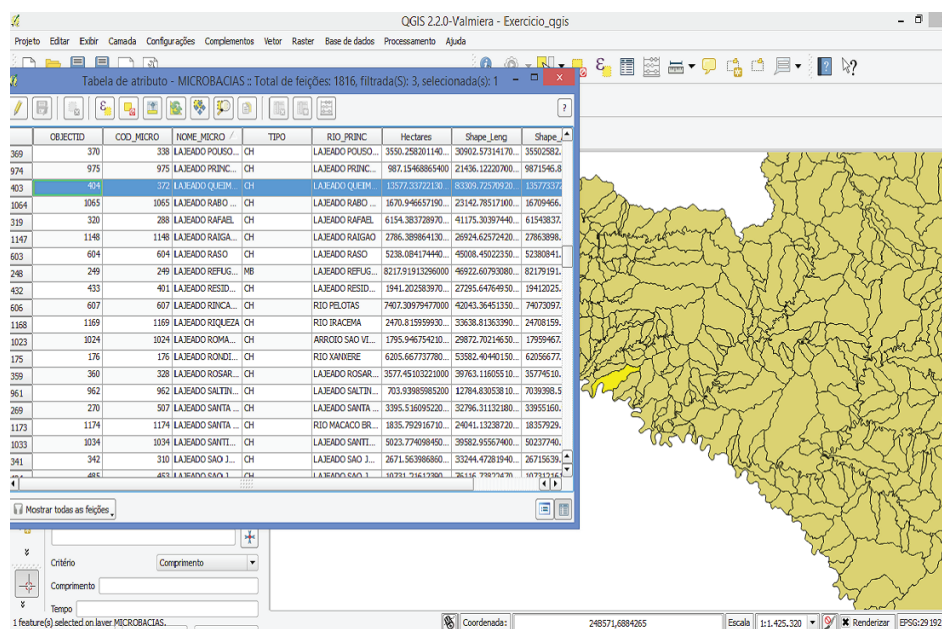 QGIS 2.2.0-Valmiera - Exercicio_qgis
Projeto Editar Exibir Camada Configurações Complementos Vetor Raster Base de dados Processamento Ajuda
Tabela de atributo - MICROBACIAS :: Total de feições: 1816, filtrada(S): 3, selecionada(s): 1
OBJECTID COD_MICRO NOME_MICRO TIPO RIO_PRINC Hectares Shape_Leng Shape_
369 370 338 LAJEADO POUSO... CH LAJEADO POUSO... 3550.258201140... 30902.57314170... 35502582.
974 975 975 LAJEADO PRINC... CH LAJEADO PRINC... 987.15468865400 21436.12220700... 9871546.8
403 404 372 LAJEADO QUEIM... CH LAJEADO QUEIM... 13577.33722130... 83309.72570920... 13577337
1064 1065 1065 LAJEADO RABO ... CH LAJEADO RABO ... 1670.946657190... 23142.78517100... 16709466.
319 320 288 LAJEADO RAFAEL CH LAJEADO RAFAEL 6154.383728970... 41175.30397440... 61543837.
1147 1148 1148 LAJEADO RAIGA... CH LAJEADO RAIGAO 2786.389864130... 26924.62572420... 27863898.
603 604 604 LAJEADO RASO CH LAJEADO RASO 5238.084174440... 45008.45022350... 52380841.
248 249 249 LAJEADO REFUG... MB LAJEADO REFUG... 8217.91913296000 46922.60793080... 82179191.
432 433 401 LAJEADO RESID... CH LAJEADO RESID... 1941.202583970... 27295.64764950... 19412025.
606 607 607 LAJEADO RINCA... CH RIO PELOTAS 7407.30979477000 42043.36451350... 74073097.
1168 1169 1169 LAJEADO RIQUEZA CH RIO IRACEMA 2470.815959930... 33638.81363390... 24708159.
1023 1024 1024 LAJEADO ROMA... CH ARROIO SAO VI... 1795.946754210... 29872.70214650... 17959467.
175 176 176 LAJEADO RONDI... CH RIO XANXERE 6205.667737780... 53582.40440150... 62056677.
359 360 328 LAJEADO ROSAR... CH LAJEADO ROSAR... 3577.45103221000 39763.11605510... 35774510.
961 962 962 LAJEADO SALTIN... CH LAJEADO SALTIN... 703.93985985200 12784.83053810... 7039398.5
269 270 507 LAJEADO SANTA ... CH LAJEADO SANTA ... 3395.516095220... 32796.31132180... 33955160.
1173 1174 1174 LAJEADO SANTA ... CH RIO MACACO BR... 1835.792916710... 24041.13238720... 18357929.
1033 1034 1034 LAJEADO SANTI... CH LAJEADO SANTI... 5023.774098450... 39582.95567400... 50237740.
341 342 310 LAJEADO SAO J... CH LAJEADO SAO J... 2671.563986860... 33244.47281940... 26715639.
485 453 LAJEADO SAO J... CH LAJEADO SAO J...
Mostrar todas as feições
Critério Comprimento
Comprimento
Tempo
1 feature(s) selected on layer MICROBACIAS. Coordenada: 248571,6884265 Escala 1:1.425.320 Renderizar EPSG:29192